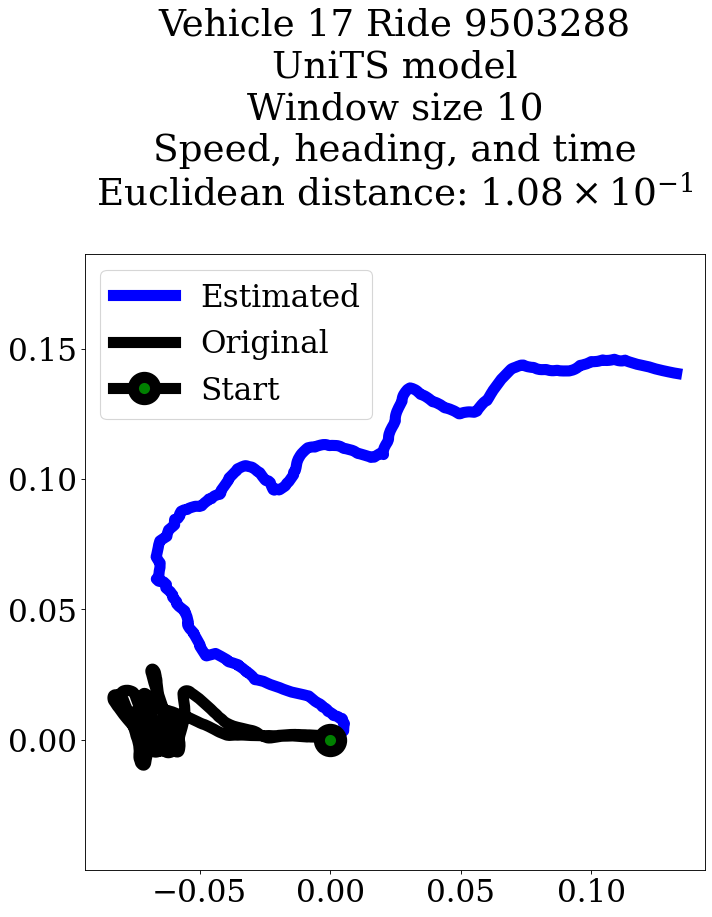 Vehicle 17 Ride 9503288
UniTS model
Window size 10
Speed, heading, and time
Euclidean distance: 1.08 × 10⁻¹
Estimated
Original
Start
0.15
0.10
0.05
0.00
−0.05 0.00 0.05 0.10